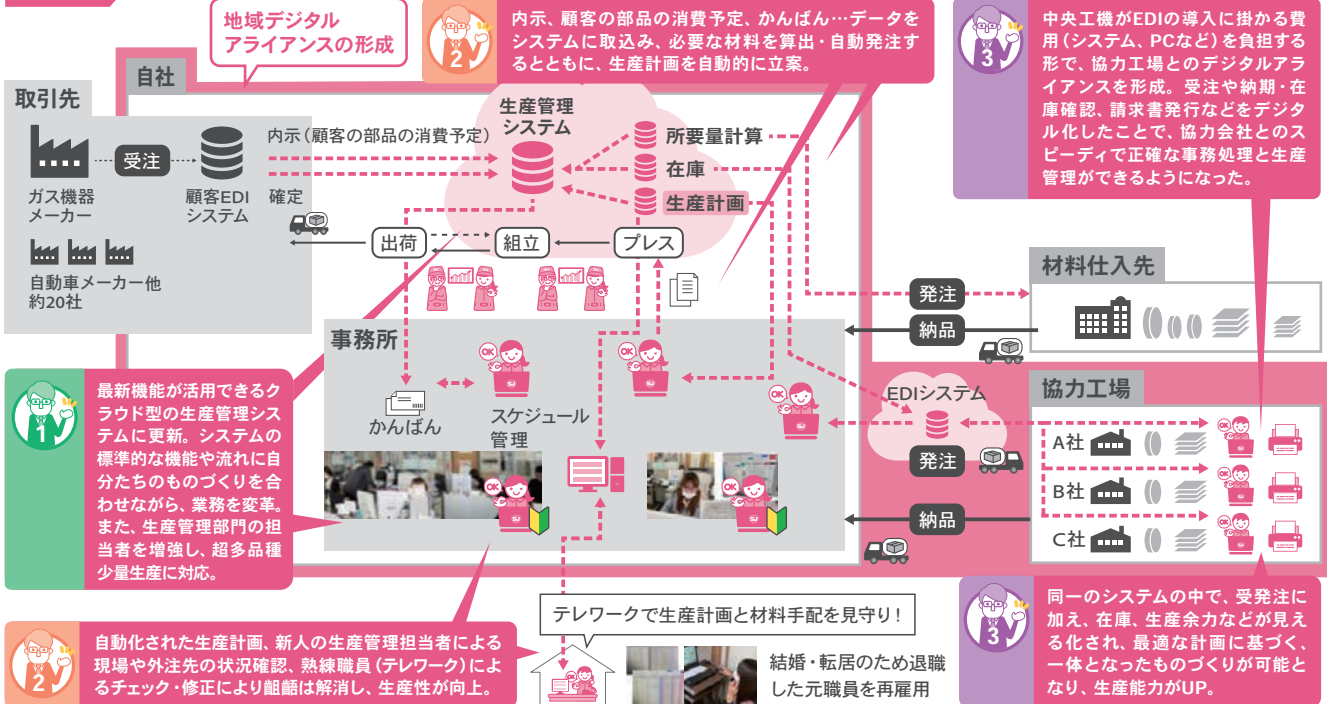 地域デジタル
アライアンスの形成
2
内示、顧客の部品の消費予定、かんばん…データを
システムに取込み、必要な材料を算出・自動発注す
るとともに、生産計画を自動的に立案。
3
中央工機がEDIの導入に掛かる費
用（システム、PCなど）を負担する
形で、協力工場とのデジタルアラ
イアンスを形成。受注や納期・在
庫確認、請求書発行などをデジタ
ル化したことで、協力会社とのス
ピーディで正確な事務処理と生産
管理ができるようになった。
取引先
受注
ガス機器
メーカー
顧客EDI
システム
自動車メーカー他
約20社
自社
内示（顧客の部品の消費予定）
確定
生産管理
システム
所要量計算
在庫
生産計画
出荷
組立
プレス
事務所
OK
OK
OK
かんばん
スケジュール
管理
OK
OK
材料仕入先
発注
納品
EDIシステム
発注
納品
協力工場
A社
OK
B社
OK
C社
OK
1
最新機能が活用できるク
ラウド型の生産管理シス
テムに更新。システムの
標準的な機能や流れに自
分たちのものづくりを合
わせながら、業務を変革。
また、生産管理部門の担
当者を増強し、超多品種
少量生産に対応。
2
自動化された生産計画、新人の生産管理担当者による
現場や外注先の状況確認、熟練職員（テレワーク）によ
るチェック・修正により齟齬は解消し、生産性が向上。
テレワークで生産計画と材料手配を見守り！
結婚・転居のため退職
した元職員を再雇用
3
同一のシステムの中で、受発注に
加え、在庫、生産余力などが見え
る化され、最適な計画に基づく、
一体となったものづくりが可能と
なり、生産能力がUP。